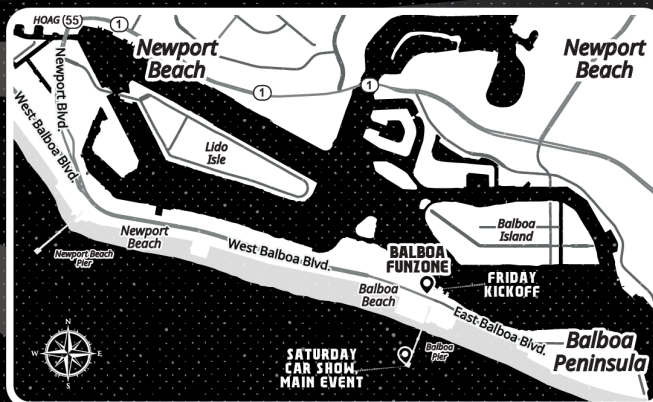 HOAG
55
1
Newport
Beach
Newport
Beach
Newport Blvd.
1
1
West Balboa Blvd.
Lido
Isle
Balboa
Island
Newport
Beach
West Balboa Blvd.
BALBOA
FUNZONE
Newport Beach
Pier
FRIDAY
KICKOFF
Balboa
Beach
East Balboa Blvd.
Balboa
Peninsula
N
W
E
S
SATURDAY
CAR SHOW,
MAIN EVENT
Balboa
Pier